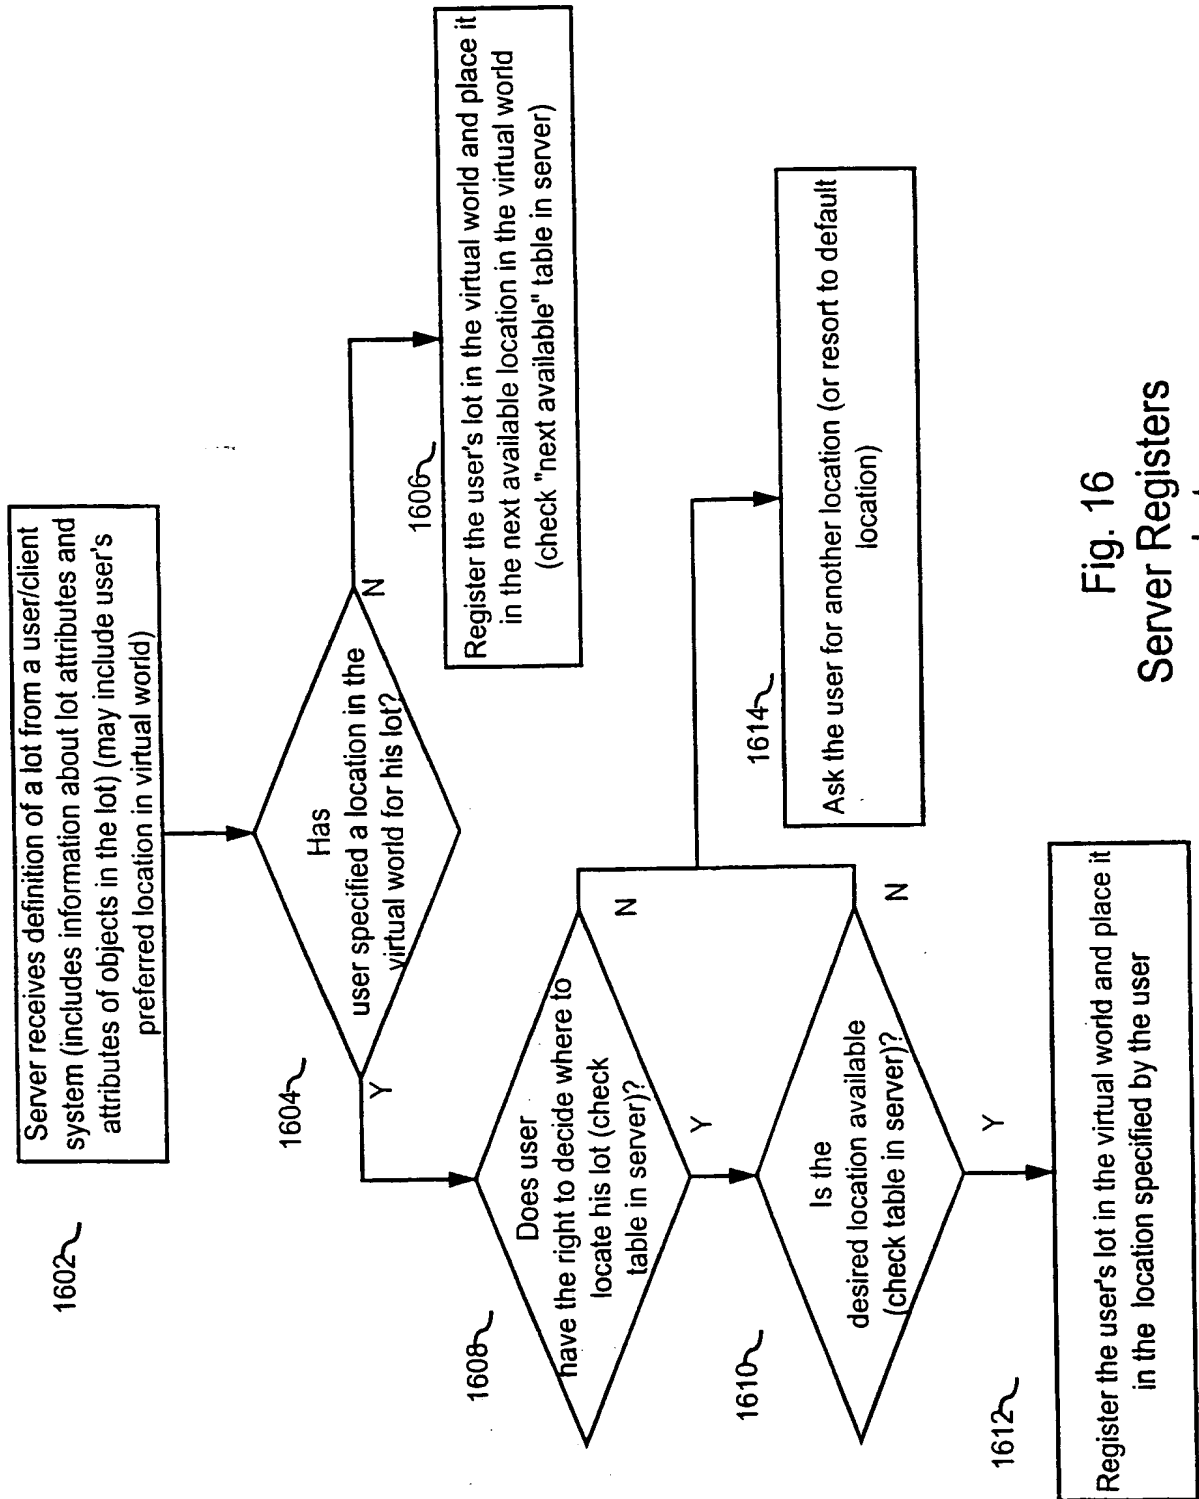 1602
Server receives definition of a lot from a user/client
system (includes information about lot attributes and
attributes of objects in the lot) (may include user's
preferred location in virtual world)
1604
Has
user specified a location in the
virtual world for his lot?
Y
N
1606
Register the user's lot in the virtual world and place it
in the next available location in the virtual world
(check "next available" table in server)
1608
Does user
have the right to decide where to
locate his lot (check
table in server)?
Y
N
1610
Is the
desired location available
(check table in server)?
Y
N
1614
Ask the user for another location (or resort to default
location)
1612
Register the user's lot in the virtual world and place it
in the location specified by the user
Fig. 16
Server Registers